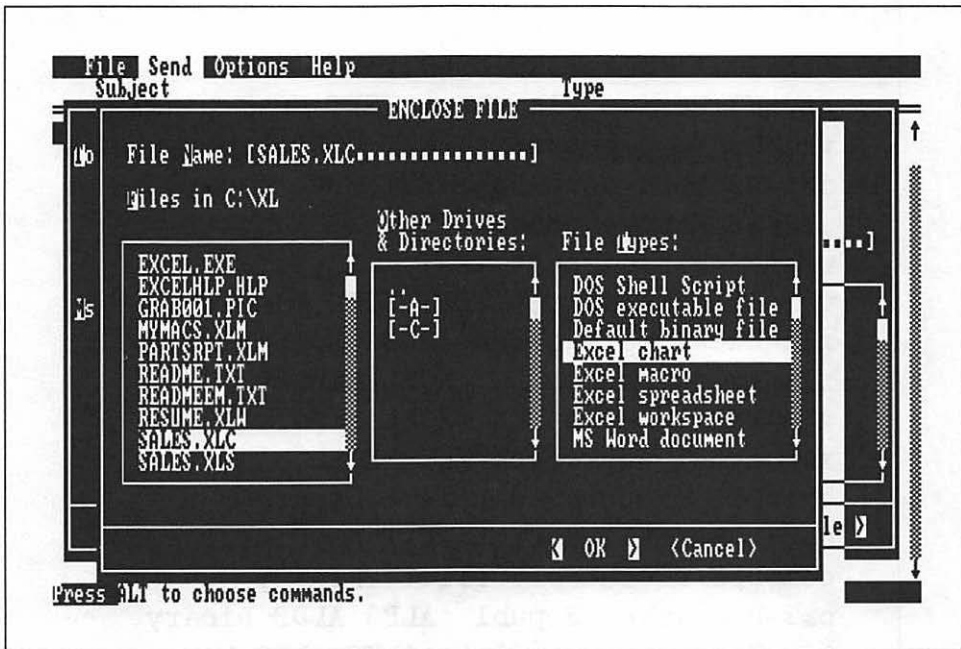 File Send Options Help
Subject Type
ENCLOSE FILE
File Name: [SALES.XLC.................]
Files in C:\XL
Other Drives
& Directories:
File Types:
EXCEL.EXE
EXCELHLP.HLP
GRAB001.PIC
MYMACS.XLM
PARTSRPT.XLM
README.TXT
READMEEM.TXT
RESUME.XLW
SALES.XLC
SALES.XLS
..
[-A-]
[-C-]
DOS Shell Script
DOS executable file
Default binary file
Excel chart
Excel macro
Excel spreadsheet
Excel workspace
MS Word document
< OK > <Cancel>
le >
Press ALT to choose commands.